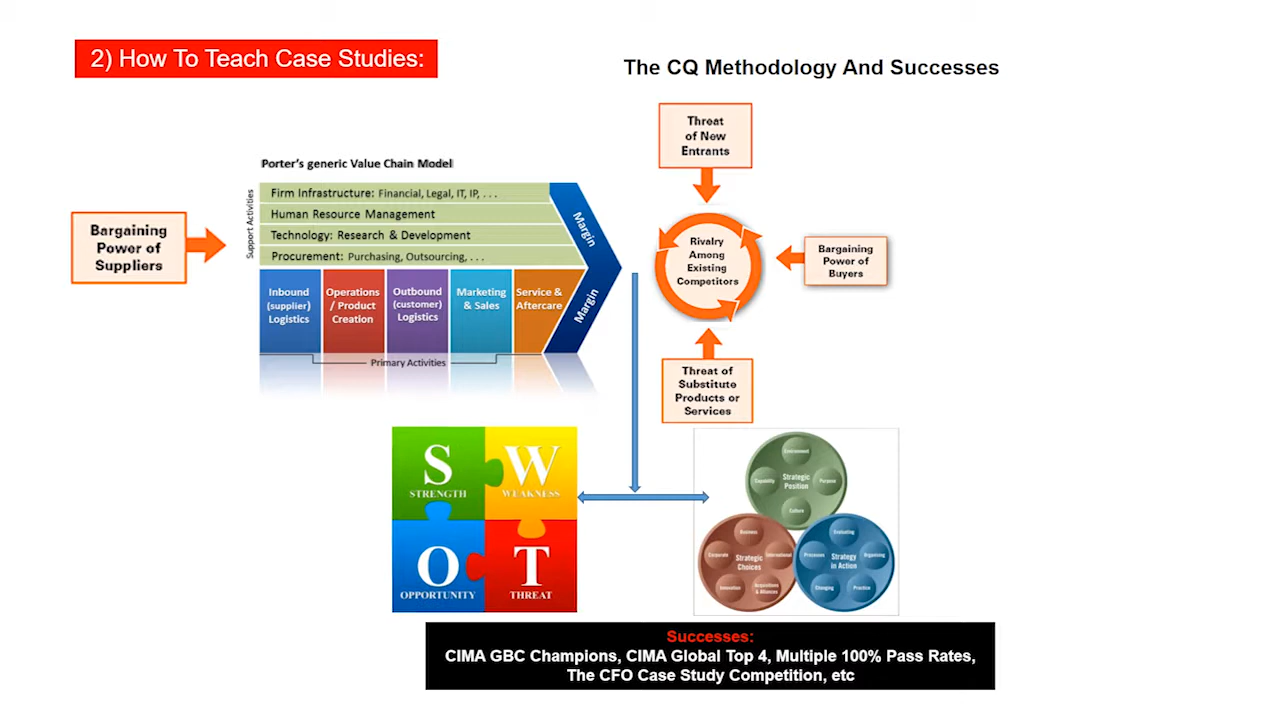 2) How To Teach Case Studies:
The CQ Methodology And Successes
Porter's generic Value Chain Model
Support Activities
Firm Infrastructure: Financial, Legal, IT, IP, . . .
Human Resource Management
Technology: Research & Development
Procurement: Purchasing, Outsourcing, . . .
Margin
Margin
Inbound
(supplier)
Logistics
Operations
/ Product
Creation
Outbound
(customer)
Logistics
Marketing
& Sales
Service &
Aftercare
Primary Activities
Bargaining
Power of
Suppliers
Threat
of New
Entrants
Rivalry
Among
Existing
Competitors
Bargaining
Power of
Buyers
Threat of
Substitute
Products or
Services
S
STRENGTH
W
WEAKNESS
O
OPPORTUNITY
T
THREAT
Environment
Capability
Strategic
Position
Purpose
Culture
Business
Corporate
Strategic
Choices
International
Innovation
Acquisitions
& Alliances
Evaluating
Processes
Strategy
in Action
Organising
Changing
Practice
Successes:
CIMA GBC Champions, CIMA Global Top 4, Multiple 100% Pass Rates,
The CFO Case Study Competition, etc